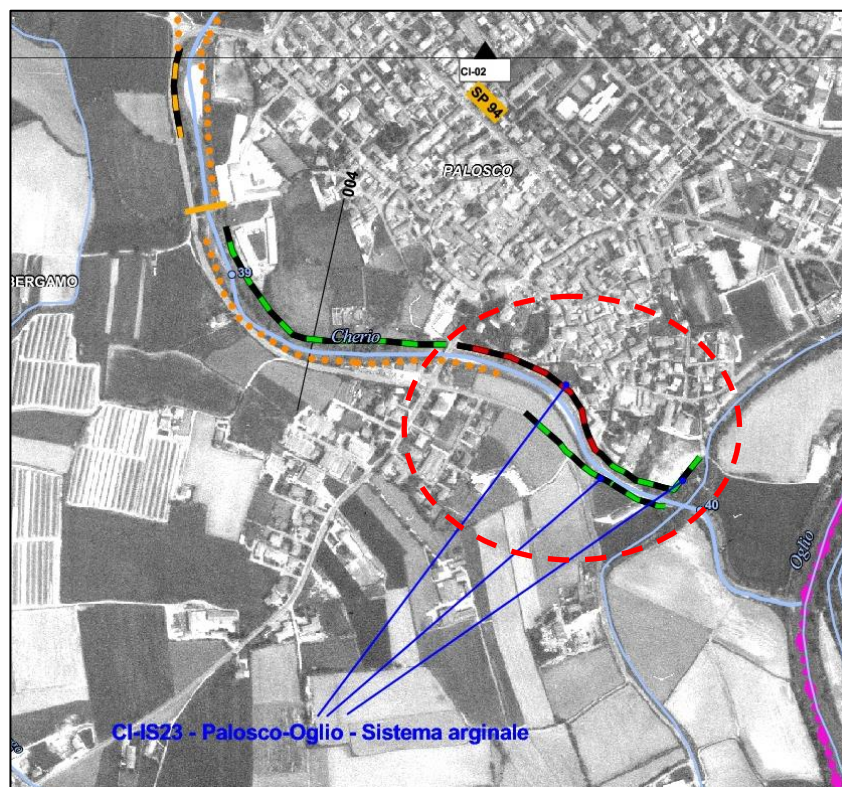 CI-02
SP 94
PALOSCO
004
BERGAMO
39
Cherio
40
Oglio
CI-IS23 - Palosco-Oglio - Sistema arginale